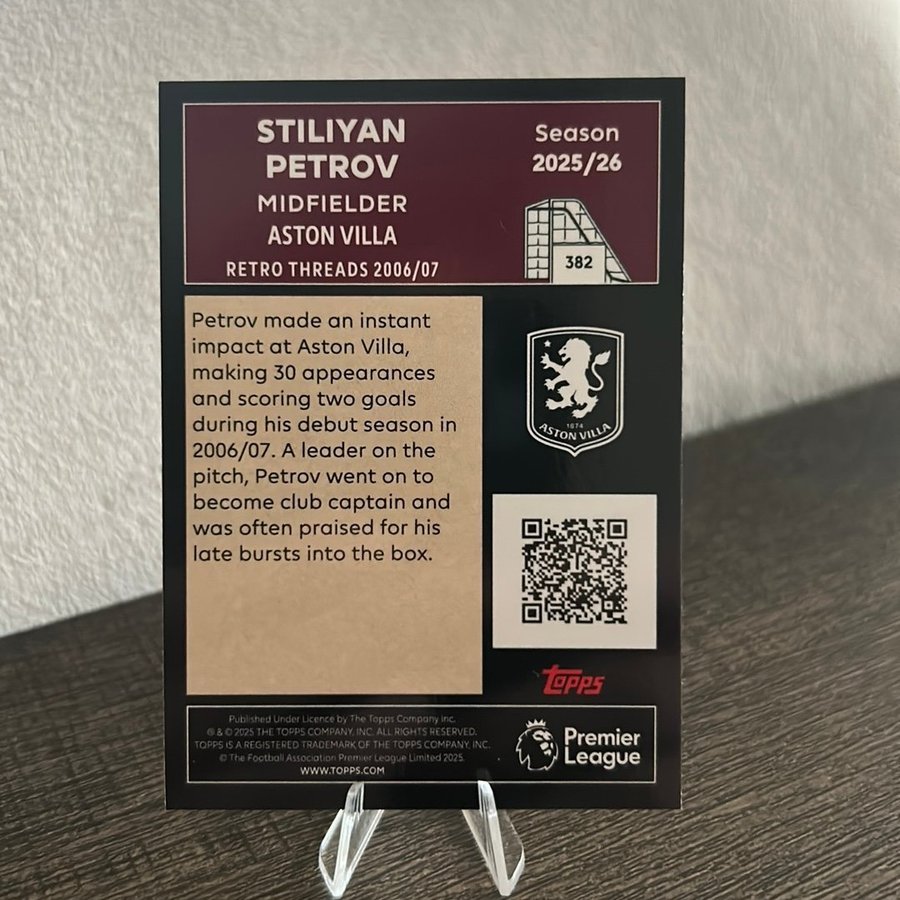 STILIYAN
PETROV
MIDFIELDER
ASTON VILLA
RETRO THREADS 2006/07
Season
2025/26
382
Petrov made an instant
impact at Aston Villa,
making 30 appearances
and scoring two goals
during his debut season in
2006/07. A leader on the
pitch, Petrov went on to
become club captain and
was often praised for his
late bursts into the box.
1874
ASTON VILLA
Topps
Published Under Licence by The Topps Company Inc.
® & © 2025 THE TOPPS COMPANY, INC. ALL RIGHTS RESERVED.
TOPPS IS A REGISTERED TRADEMARK OF THE TOPPS COMPANY, INC.
© The Football Association Premier League Limited 2025.
WWW.TOPPS.COM
Premier
League